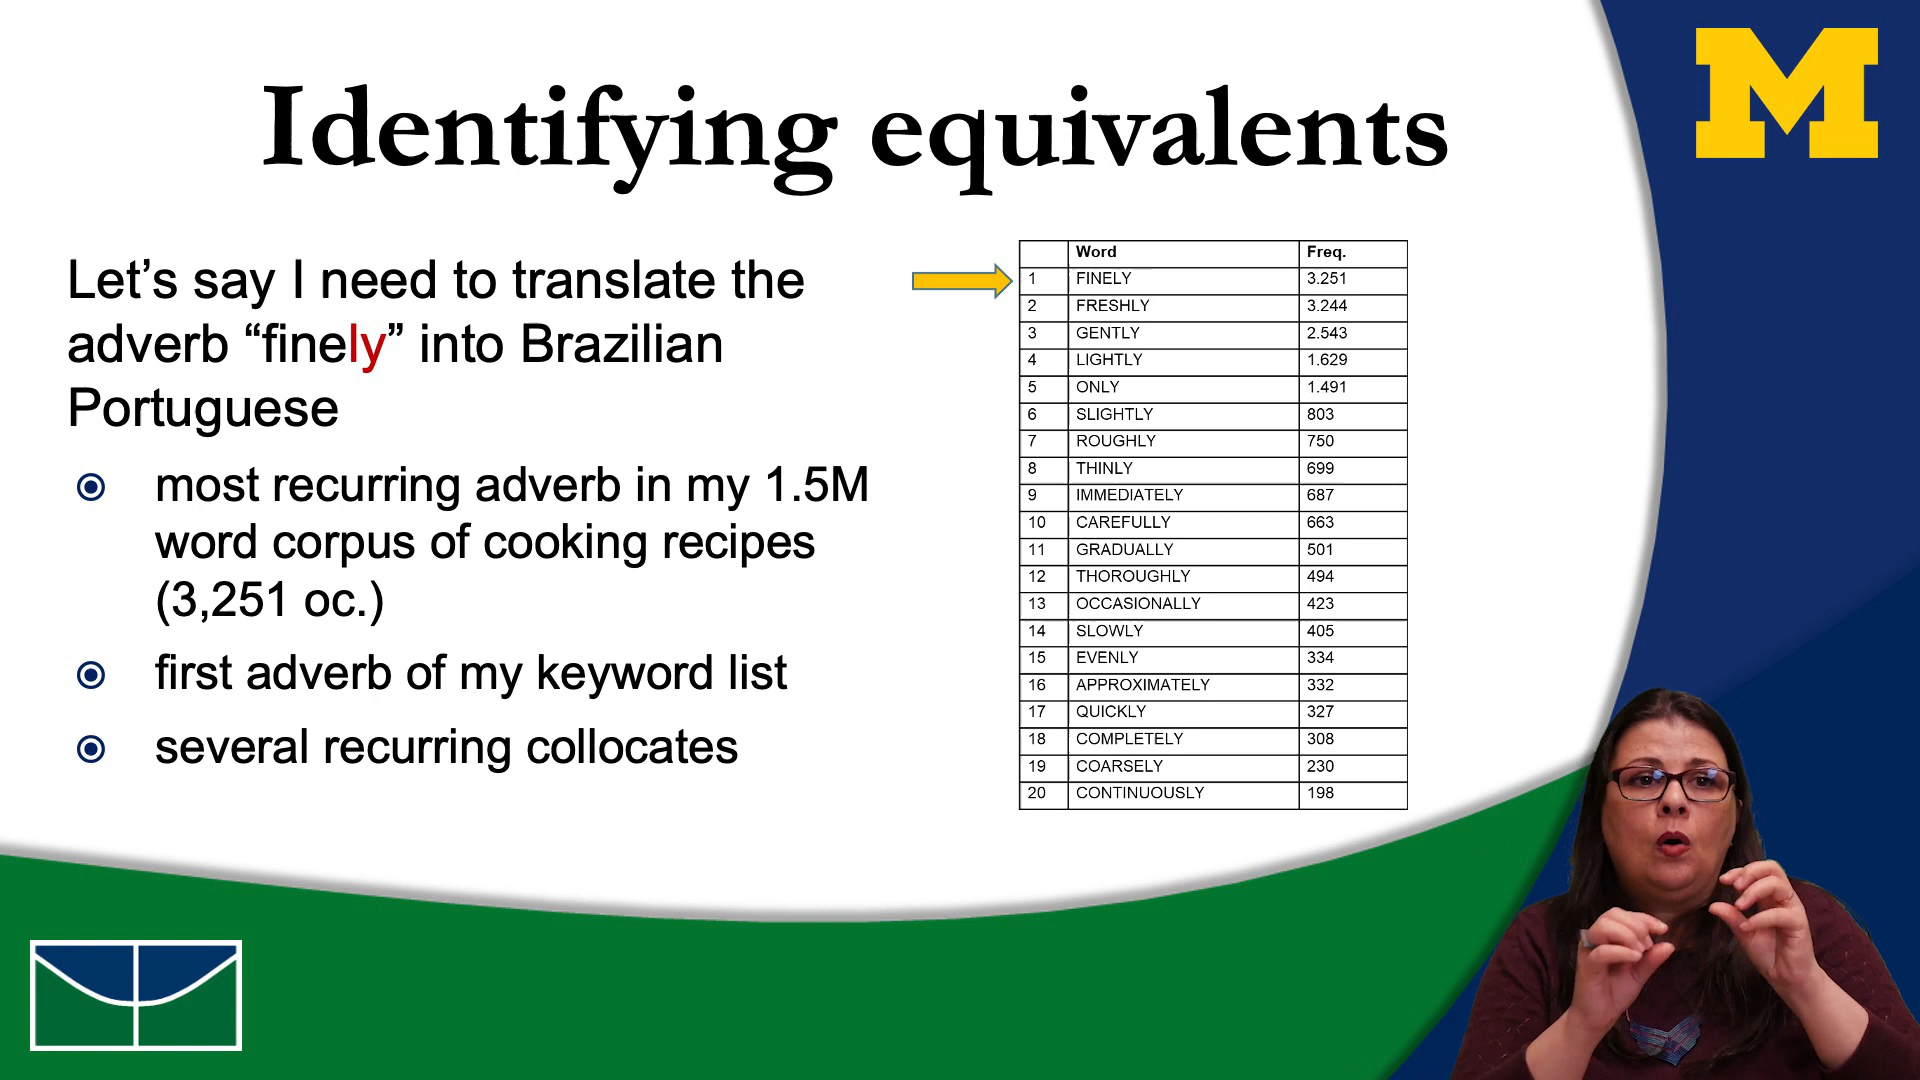 M
Identifying equivalents
Let’s say I need to translate the
adverb “finely” into Brazilian
Portuguese
most recurring adverb in my 1.5M
word corpus of cooking recipes
(3,251 oc.)
first adverb of my keyword list
several recurring collocates
Word Freq.
1 FINELY 3.251
2 FRESHLY 3.244
3 GENTLY 2.543
4 LIGHTLY 1.629
5 ONLY 1.491
6 SLIGHTLY 803
7 ROUGHLY 750
8 THINLY 699
9 IMMEDIATELY 687
10 CAREFULLY 663
11 GRADUALLY 501
12 THOROUGHLY 494
13 OCCASIONALLY 423
14 SLOWLY 405
15 EVENLY 334
16 APPROXIMATELY 332
17 QUICKLY 327
18 COMPLETELY 308
19 COARSELY 230
20 CONTINUOUSLY 198